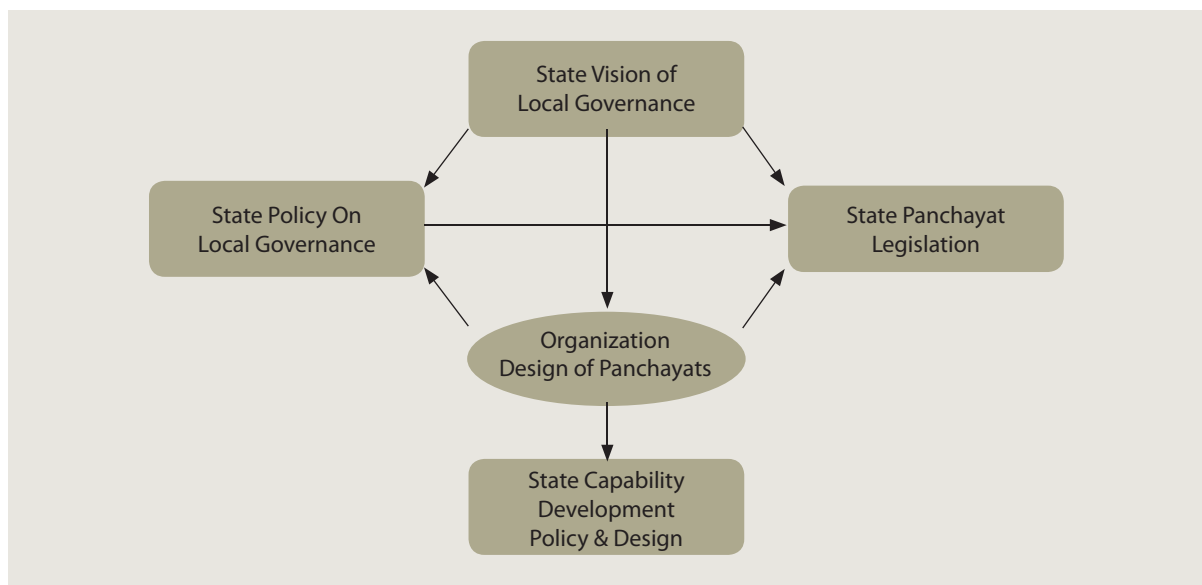 State Vision of
Local Governance
State Policy On
Local Governance
State Panchayat
Legislation
Organization
Design of Panchayats
State Capability
Development
Policy & Design